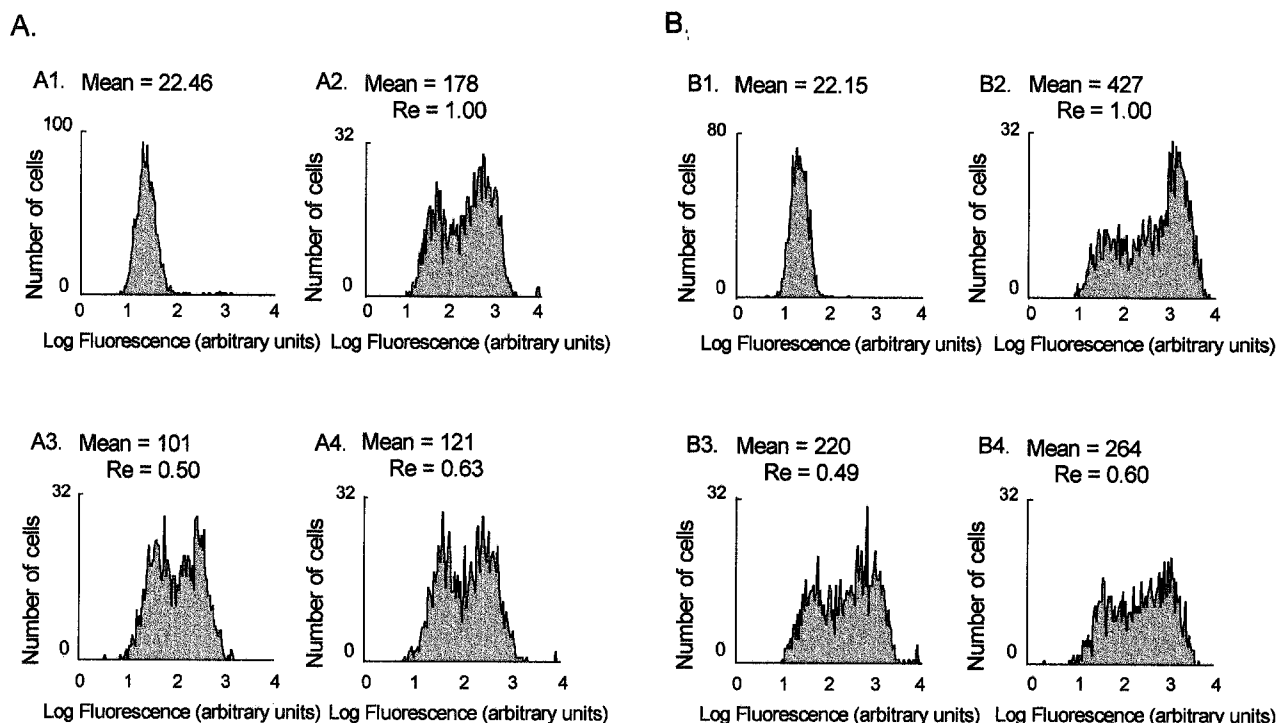 A.
B.
A1. Mean = 22.46
A2. Mean = 178
Re = 1.00
B1. Mean = 22.15
B2. Mean = 427
Re = 1.00
100
Number of cells
0
0 1 2 3 4
Log Fluorescence (arbitrary units)
32
Number of cells
0
0 1 2 3 4
Log Fluorescence (arbitrary units)
80
Number of cells
0
0 1 2 3 4
Log Fluorescence (arbitrary units)
32
Number of cells
0
0 1 2 3 4
Log Fluorescence (arbitrary units)
A3. Mean = 101
Re = 0.50
A4. Mean = 121
Re = 0.63
B3. Mean = 220
Re = 0.49
B4. Mean = 264
Re = 0.60
32
Number of cells
0
0 1 2 3 4
Log Fluorescence (arbitrary units)
32
Number of cells
0
0 1 2 3 4
Log Fluorescence (arbitrary units)
32
Number of cells
0
0 1 2 3 4
Log Fluorescence (arbitrary units)
32
Number of cells
0
0 1 2 3 4
Log Fluorescence (arbitrary units)